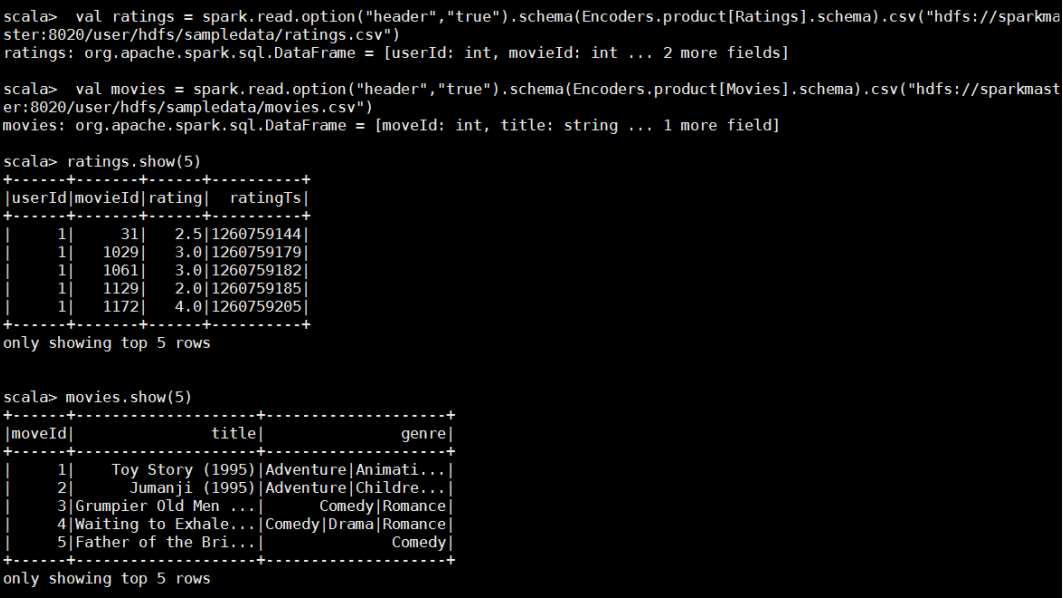 scala>  val ratings = spark.read.option("header","true").schema(Encoders.product[Ratings].schema).csv("hdfs://sparkma
ster:8020/user/hdfs/sampledata/ratings.csv")
ratings: org.apache.spark.sql.DataFrame = [userId: int, movieId: int ... 2 more fields]
scala>  val movies = spark.read.option("header","true").schema(Encoders.product[Movies].schema).csv("hdfs://sparkmast
er:8020/user/hdfs/sampledata/movies.csv")
movies: org.apache.spark.sql.DataFrame = [moveId: int, title: string ... 1 more field]
scala> ratings.show(5)
+------+-------+------+----------+
|userId|movieId|rating|  ratingTs|
+------+-------+------+----------+
|     1|     31|   2.5|1260759144|
|     1|   1029|   3.0|1260759179|
|     1|   1061|   3.0|1260759182|
|     1|   1129|   2.0|1260759185|
|     1|   1172|   4.0|1260759205|
+------+-------+------+----------+
only showing top 5 rows
scala> movies.show(5)
+------+--------------------+--------------------+
|moveId|               title|               genre|
+------+--------------------+--------------------+
|     1|    Toy Story (1995)|Adventure|Animati...|
|     2|      Jumanji (1995)|Adventure|Childre...|
|     3|Grumpier Old Men ...|      Comedy|Romance|
|     4|Waiting to Exhale...|Comedy|Drama|Romance|
|     5|Father of the Bri...|              Comedy|
+------+--------------------+--------------------+
only showing top 5 rows